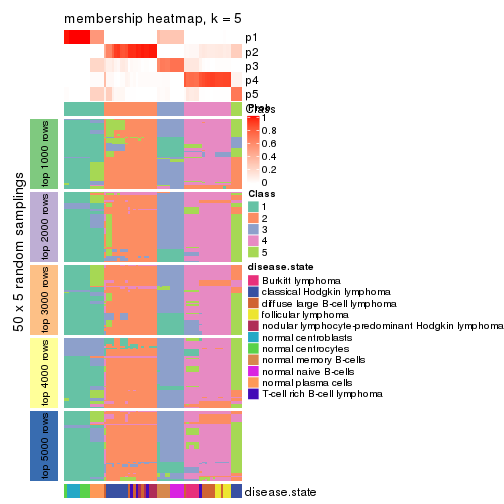 membership heatmap, k = 5
p1
p2
p3
p4
p5
Prob
Class
1
0.8
0.6
0.4
0.2
0
Class
1
2
3
4
5
disease.state
Burkitt lymphoma
classical Hodgkin lymphoma
diffuse large B-cell lymphoma
follicular lymphoma
nodular lymphocyte-predominant Hodgkin lymphoma
normal centroblasts
normal centrocytes
normal memory B-cells
normal naive B-cells
normal plasma cells
T-cell rich B-cell lymphoma
50 x 5 random samplings
top 1000 rows
top 2000 rows
top 3000 rows
top 4000 rows
top 5000 rows
disease.state